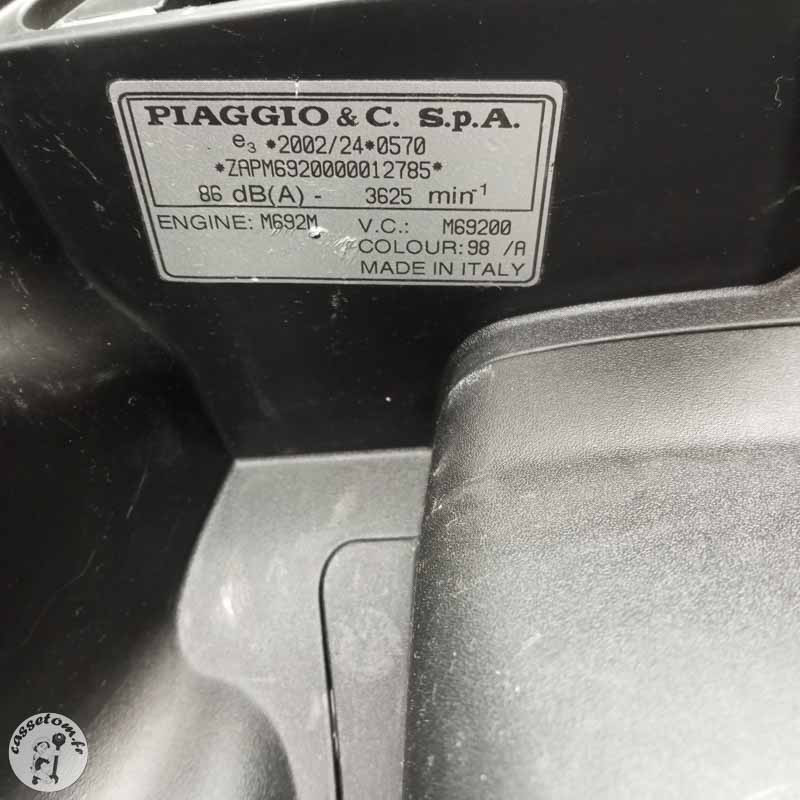 PIAGGIO & C. S.p.A.
e3 *2002/24*0570
*ZAPM6920000012785*
86 dB(A) - 3625 min-1
ENGINE: M692M V.C.: M69200
COLOUR: 98 /A
MADE IN ITALY
cassetom.fr